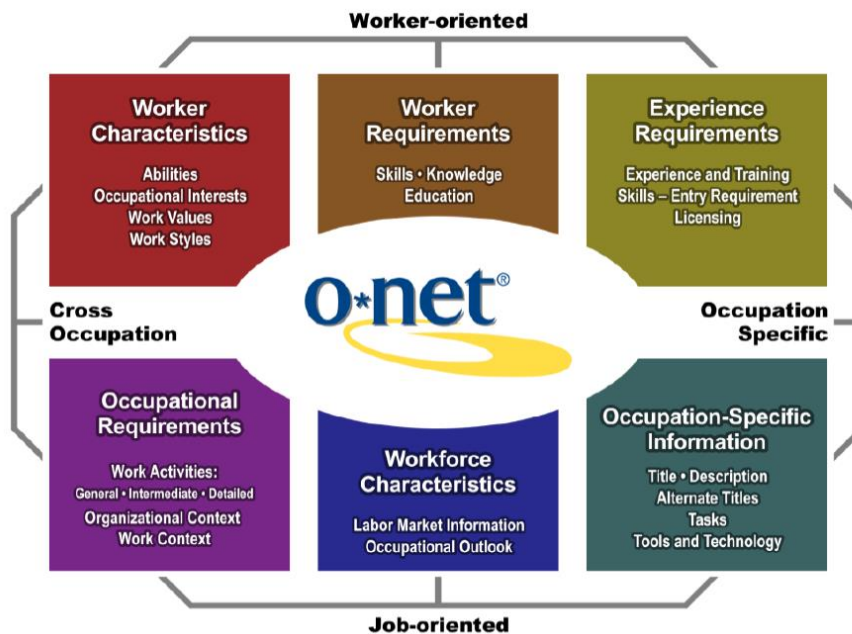 Worker-oriented
Worker
Characteristics
Abilities
Occupational Interests
Work Values
Work Styles
Worker
Requirements
Skills • Knowledge
Education
Experience
Requirements
Experience and Training
Skills – Entry Requirement
Licensing
Cross
Occupation
o*net®
Occupation
Specific
Occupational
Requirements
Work Activities:
General • Intermediate • Detailed
Organizational Context
Work Context
Workforce
Characteristics
Labor Market Information
Occupational Outlook
Occupation-Specific
Information
Title • Description
Alternate Titles
Tasks
Tools and Technology
Job-oriented